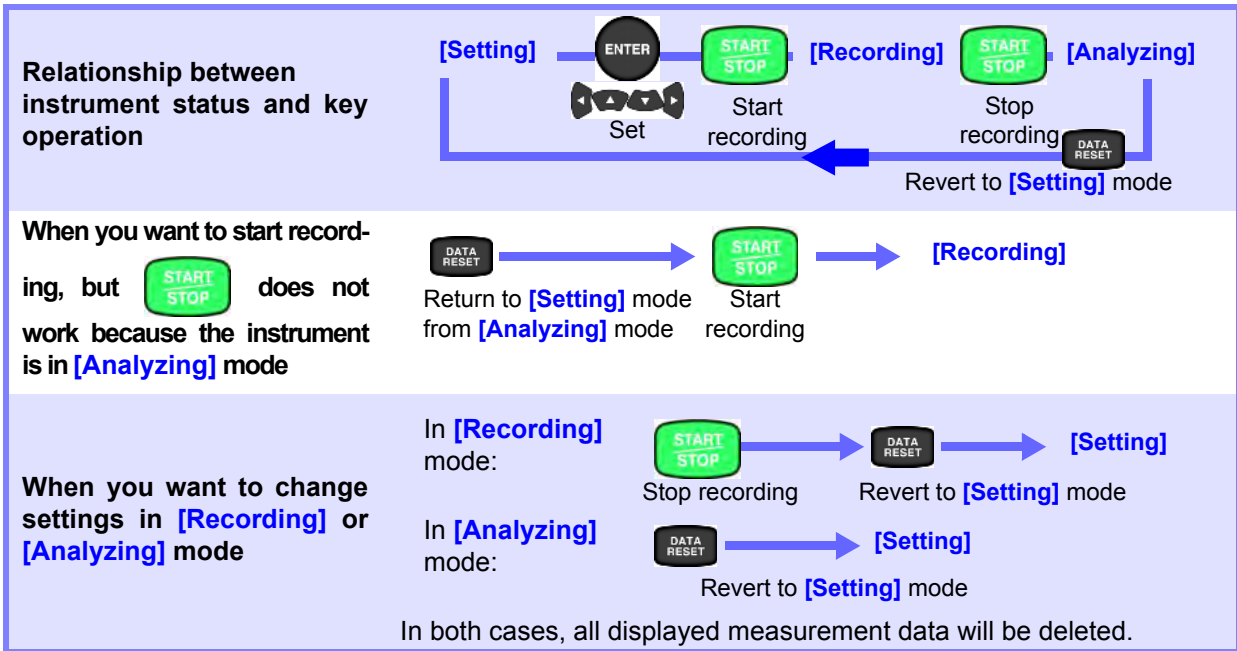 Relationship between
instrument status and key
operation
[Setting]
ENTER
Set
START
STOP
Start
recording
[Recording]
START
STOP
Stop
recording
[Analyzing]
DATA
RESET
Revert to [Setting] mode
When you want to start record-
ing, but START STOP does not
work because the instrument
is in [Analyzing] mode
DATA
RESET
Return to [Setting] mode
from [Analyzing] mode
START
STOP
Start
recording
[Recording]
When you want to change
settings in [Recording] or
[Analyzing] mode
In [Recording]
mode:
START
STOP
Stop recording
DATA
RESET
Revert to [Setting] mode
[Setting]
In [Analyzing]
mode:
DATA
RESET
[Setting]
Revert to [Setting] mode
In both cases, all displayed measurement data will be deleted.